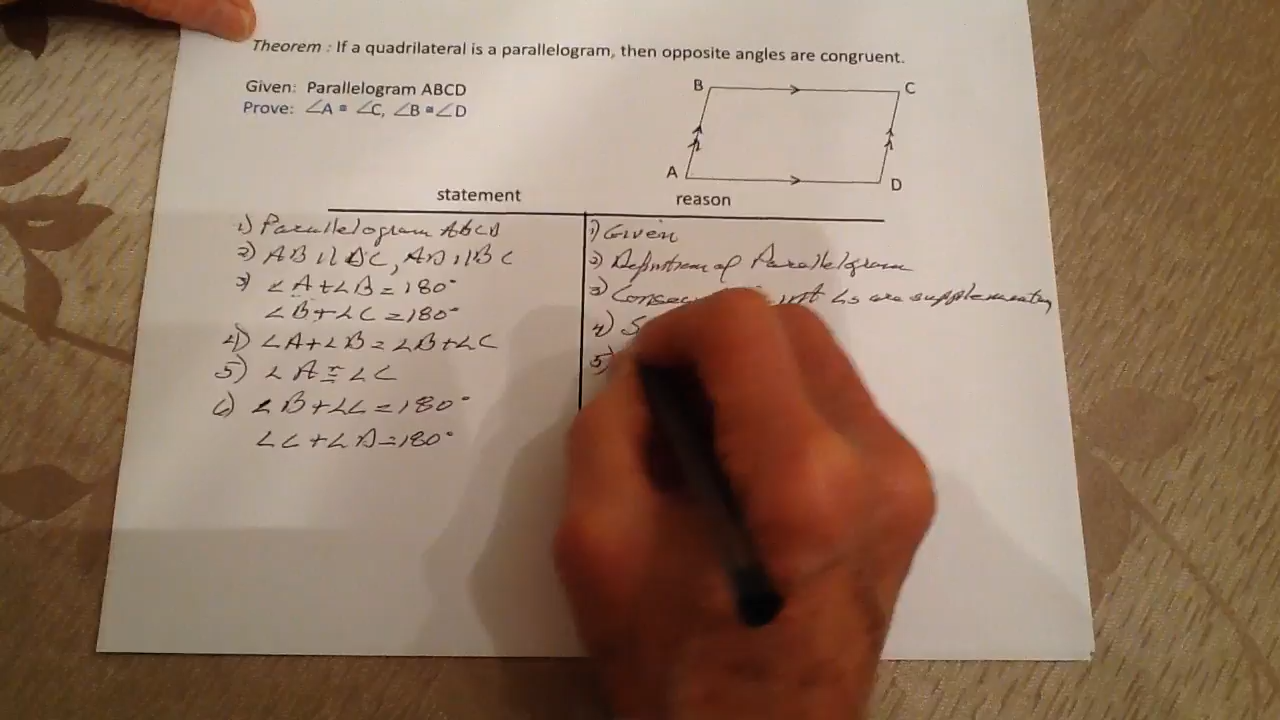 Theorem : If a quadrilateral is a parallelogram, then opposite angles are congruent.
Given: Parallelogram ABCD
Prove: ∠A ≅ ∠C, ∠B ≅ ∠D
B
C
A
D
statement
reason
1) Parallelogram ABCD
1) Given
2) AB || DC, AD || BC
2) Definition of Parallelogram
3) ∠A+∠B=180°
3) int ∠s are supplementary
∠B+∠C=180°
4) ∠A+∠B=∠B+∠C
4) S
5) ∠A≅∠C
5)
6) ∠B+∠C=180°
∠C+∠D=180°